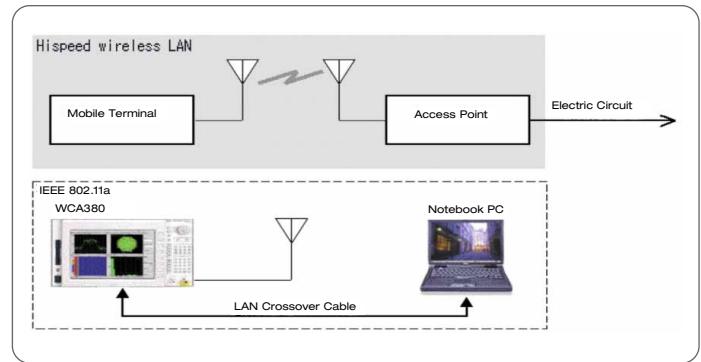 Hispeed wireless LAN
Mobile Terminal
Access Point
Electric Circuit
IEEE 802.11a
WCA380
Notebook PC
LAN Crossover Cable